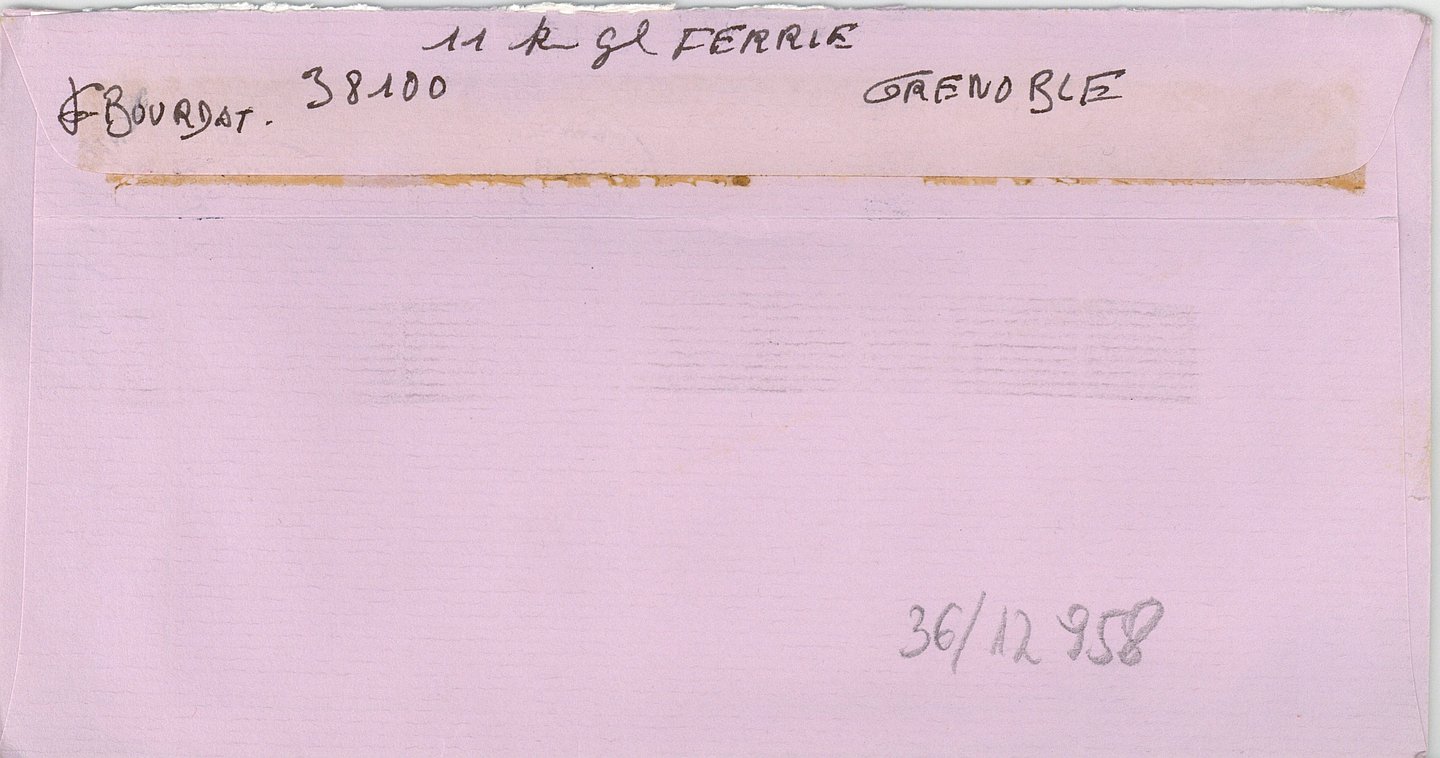 11 R gl FERRIE
G BOURDAT. 38100 GRENOBLE
36/12 958